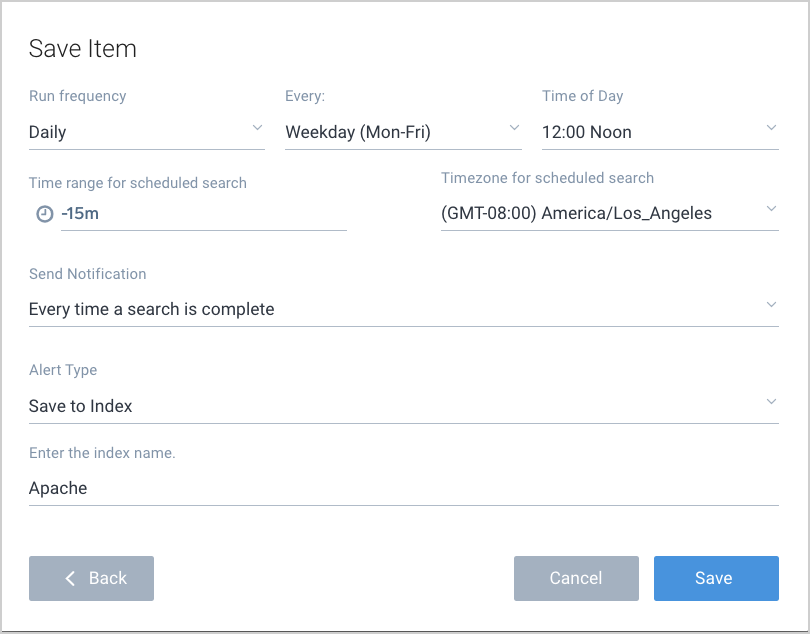 Save Item
Run frequency Every: Time of Day
Daily Weekday (Mon-Fri) 12:00 Noon
Time range for scheduled search Timezone for scheduled search
-15m (GMT-08:00) America/Los_Angeles
Send Notification
Every time a search is complete
Alert Type
Save to Index
Enter the index name.
Apache
Back Cancel Save